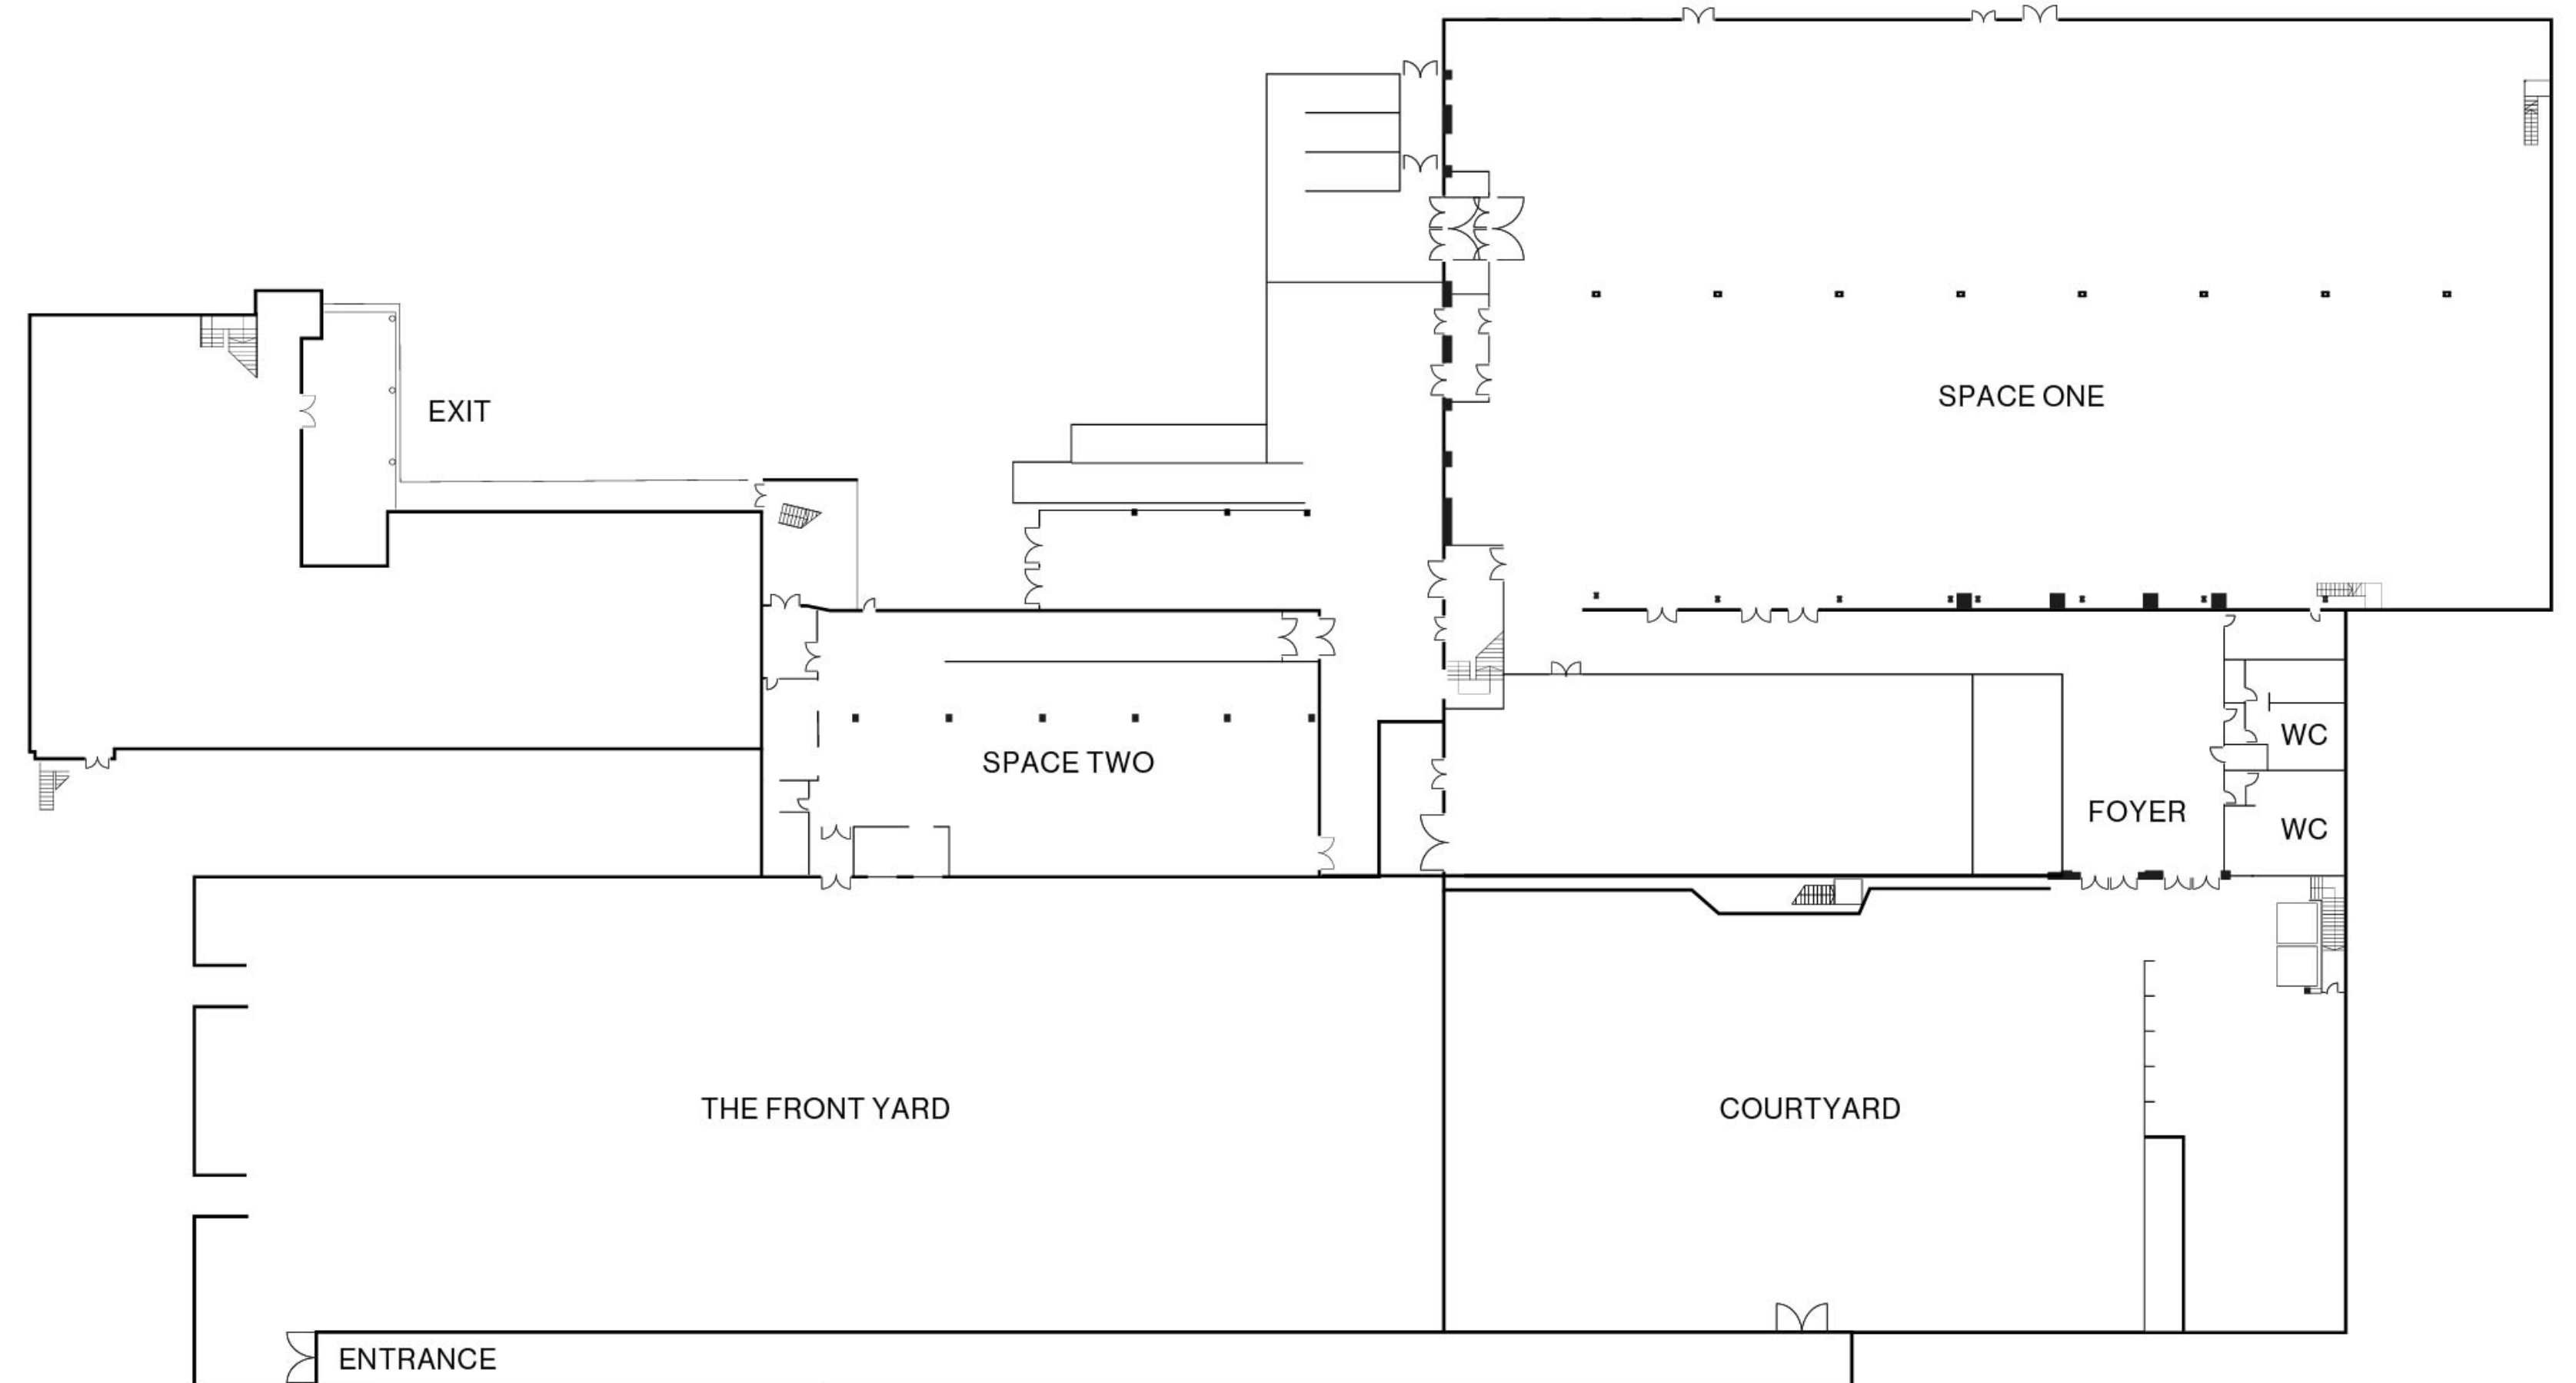 SPACE ONE
EXIT
WC
SPACE TWO
FOYER
WC
THE FRONT YARD
COURTYARD
ENTRANCE